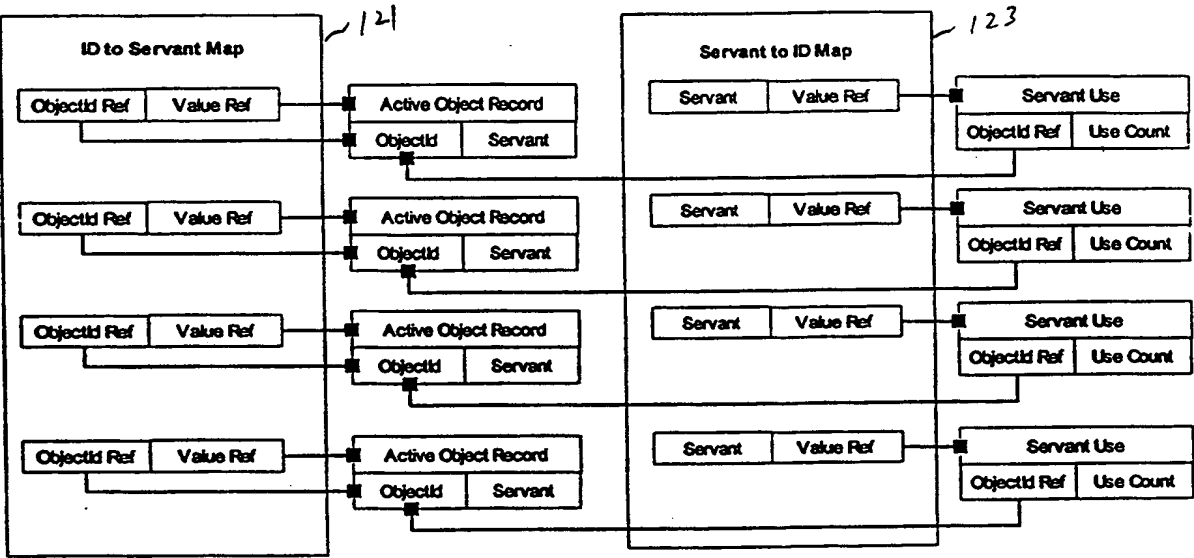 121
123
ID to Servant Map
Servant to ID Map
ObjectId Ref Value Ref
Active Object Record
ObjectId Servant
Servant Value Ref
Servant Use
ObjectId Ref Use Count
ObjectId Ref Value Ref
Active Object Record
ObjectId Servant
Servant Value Ref
Servant Use
ObjectId Ref Use Count
ObjectId Ref Value Ref
Active Object Record
ObjectId Servant
Servant Value Ref
Servant Use
ObjectId Ref Use Count
ObjectId Ref Value Ref
Active Object Record
ObjectId Servant
Servant Value Ref
Servant Use
ObjectId Ref Use Count